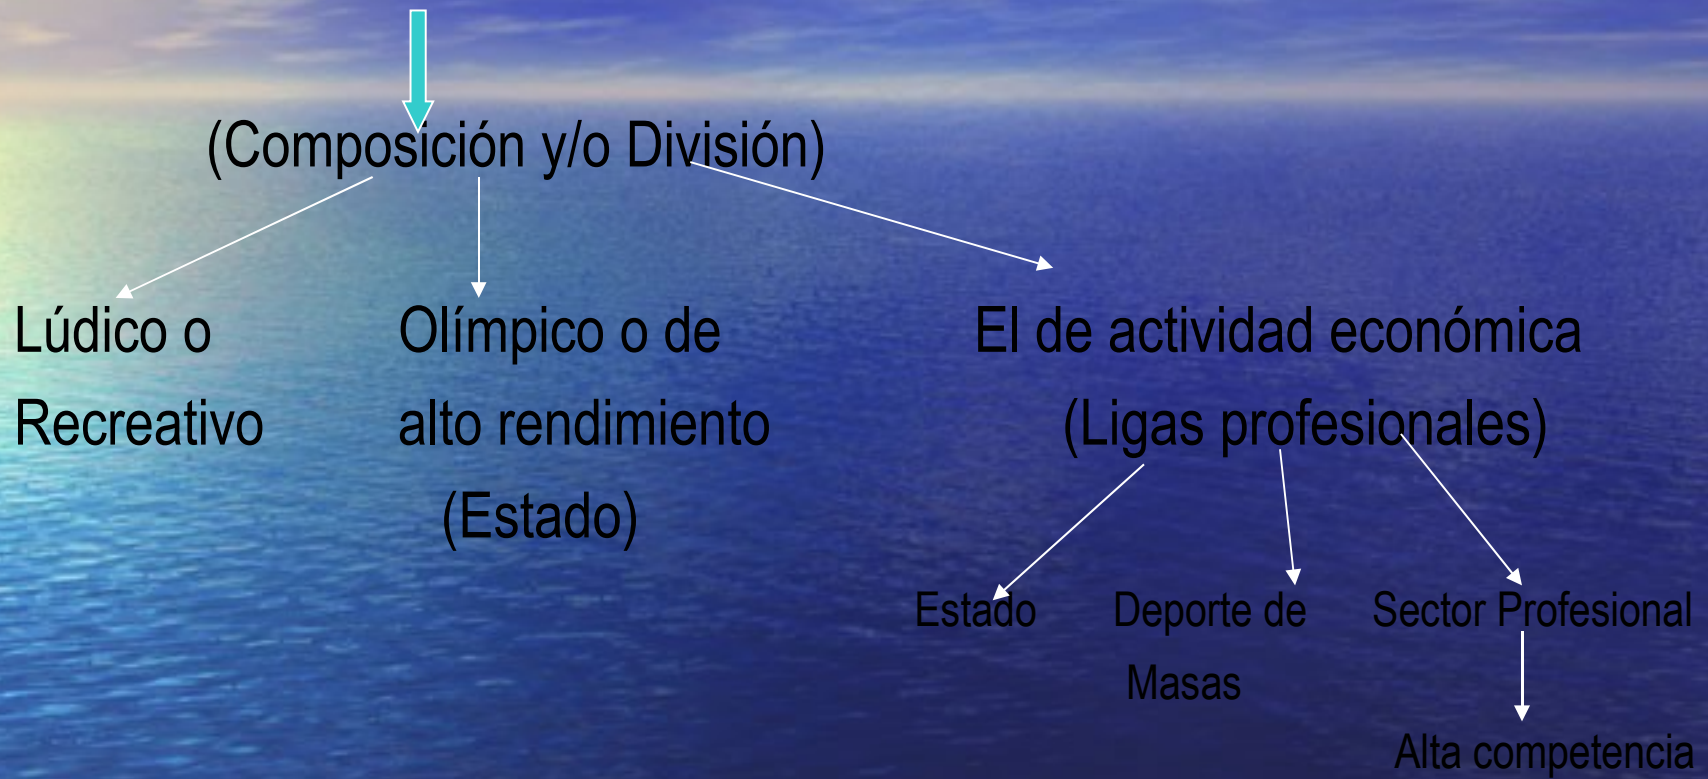 (Composición y/o División)
Lúdico o
Recreativo
Olímpico o de
alto rendimiento
(Estado)
El de actividad económica
(Ligas profesionales)
Estado
Deporte de
Masas
Sector Profesional
Alta competencia